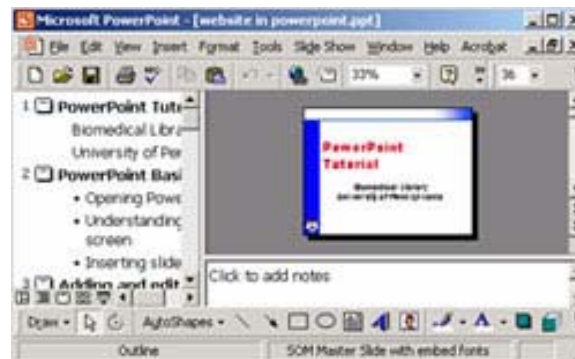 Microsoft PowerPoint - [website in powerpoint.ppt]
File Edit View Insert Format Tools Slide Show Window Help Acrobat
33% 36
1 PowerPoint Tuto
Biomedical Libra
University of Per
2 PowerPoint Basi
• Opening Powe
• Understanding
screen
• Inserting slide
3 Adding and edit
PowerPoint
Tutorial
Biomedical Library
University of Pennsylvania
Click to add notes
Draw AutoShapes
Outline SOM Master Slide with embed fonts